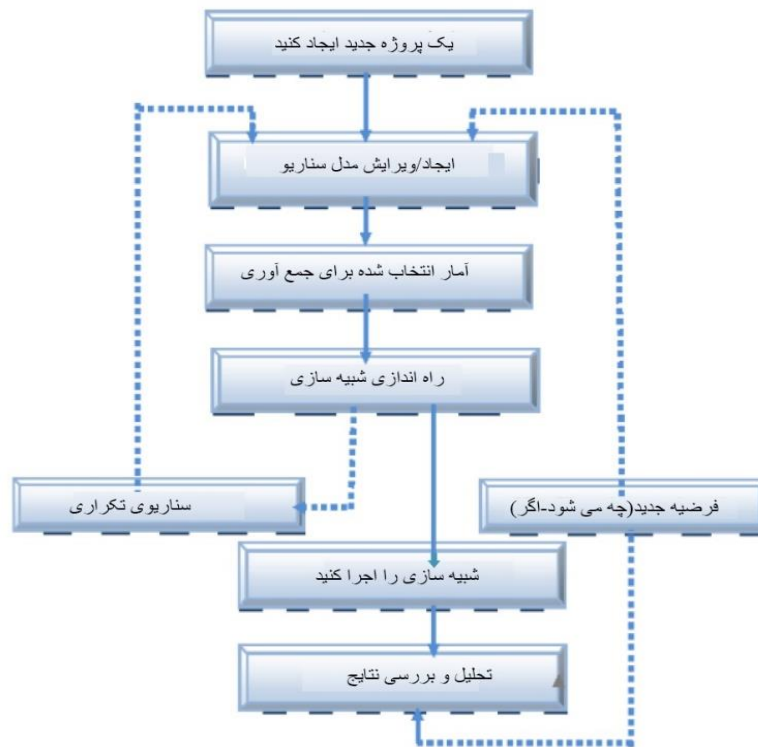 یک پروژه جدید ایجاد کنید
ایجاد/ویرایش مدل سناریو
آمار انتخاب شده برای جمع آوری
راه اندازی شبیه سازی
سناریوی تکراری
فرضیه جدید(چه می شود-اگر)
شبیه سازی را اجرا کنید
تحلیل و بررسی نتایج